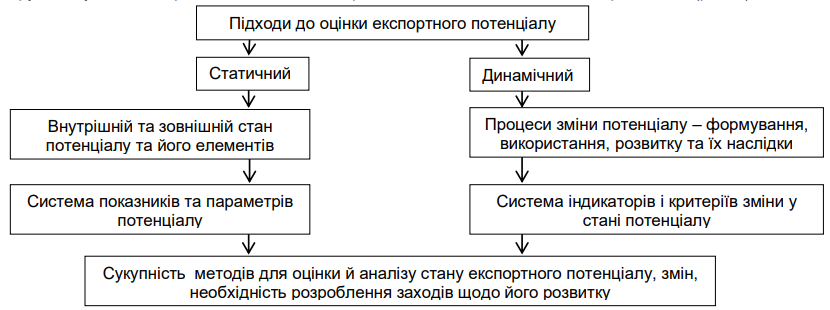 Підходи до оцінки експортного потенціалу
Статичний
Динамічний
Внутрішній та зовнішній стан
потенціалу та його елементів
Процеси зміни потенціалу – формування,
використання, розвитку та їх наслідки
Система показників та параметрів
потенціалу
Система індикаторів і критеріїв зміни у
стані потенціалу
Сукупність методів для оцінки й аналізу стану експортного потенціалу, змін,
необхідність розроблення заходів щодо його розвитку